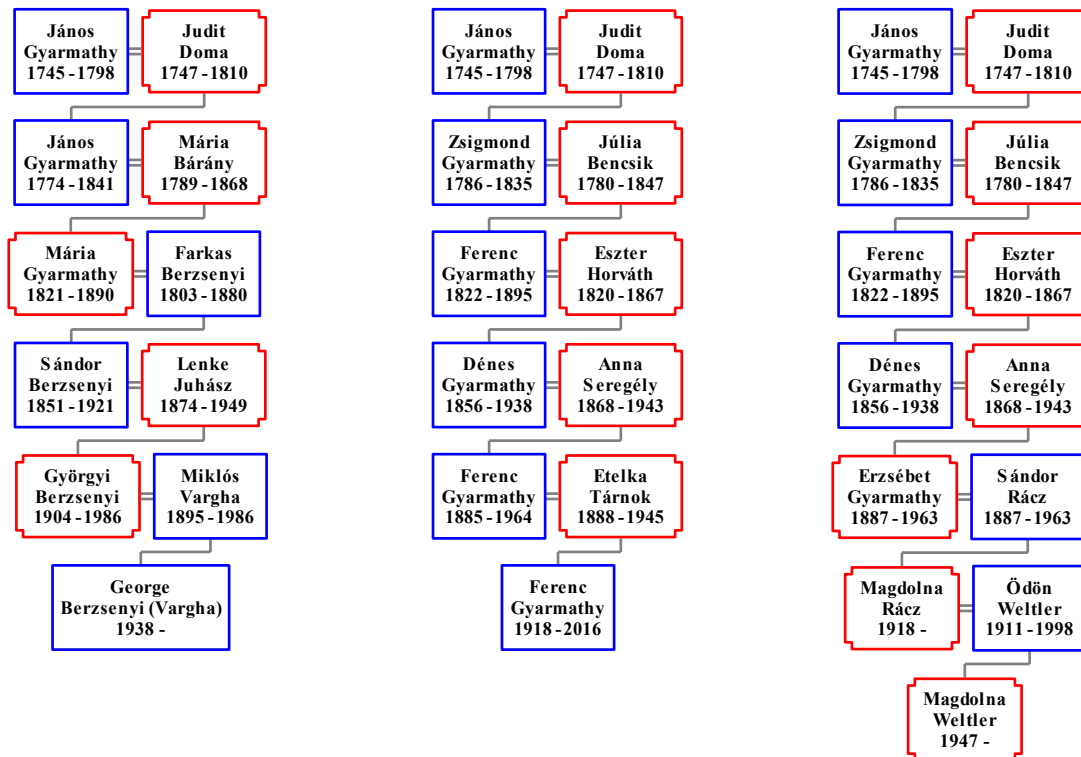 János
Gyarmathy
1745 - 1798
Judit
Doma
1747 - 1810
János
Gyarmathy
1774 - 1841
Mária
Bárány
1789 - 1868
Mária
Gyarmathy
1821 - 1890
Farkas
Berzsenyi
1803 - 1880
Sándor
Berzsenyi
1851 - 1921
Lenke
Juhász
1874 - 1949
Györgyi
Berzsenyi
1904 - 1986
Miklós
Vargha
1895 - 1986
George
Berzsenyi (Vargha)
1938 -
János
Gyarmathy
1745 - 1798
Judit
Doma
1747 - 1810
Zsigmond
Gyarmathy
1786 - 1835
Júlia
Bencsik
1780 - 1847
Ferenc
Gyarmathy
1822 - 1895
Eszter
Horváth
1820 - 1867
Dénes
Gyarmathy
1856 - 1938
Anna
Seregély
1868 - 1943
Ferenc
Gyarmathy
1885 - 1964
Etelka
Tárnok
1888 - 1945
Ferenc
Gyarmathy
1918 - 2016
János
Gyarmathy
1745 - 1798
Judit
Doma
1747 - 1810
Zsigmond
Gyarmathy
1786 - 1835
Júlia
Bencsik
1780 - 1847
Ferenc
Gyarmathy
1822 - 1895
Eszter
Horváth
1820 - 1867
Dénes
Gyarmathy
1856 - 1938
Anna
Seregély
1868 - 1943
Erzsébet
Gyarmathy
1887 - 1963
Sándor
Rácz
1887 - 1963
Magdolna
Rácz
1918 -
Ödön
Weltler
1911 - 1998
Magdolna
Weltler
1947 -